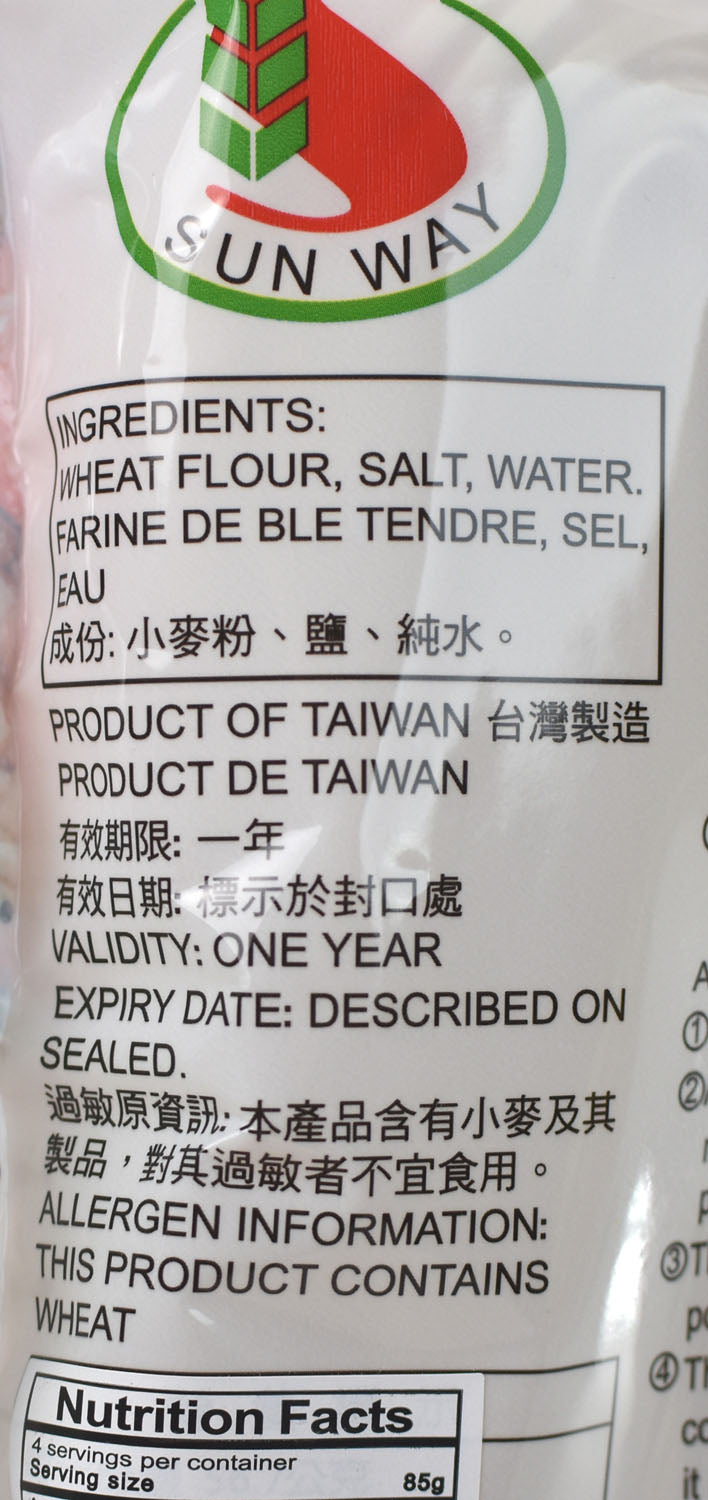 SUN WAY
INGREDIENTS:
WHEAT FLOUR, SALT, WATER.
FARINE DE BLE TENDRE, SEL,
EAU
成份: 小麥粉、鹽、純水。
PRODUCT OF TAIWAN 台灣製造
PRODUCT DE TAIWAN
有效期限: 一年
有效日期: 標示於封口處
VALIDITY: ONE YEAR
EXPIRY DATE: DESCRIBED ON
SEALED.
過敏原資訊: 本產品含有小麥及其
製品，對其過敏者不宜食用。
ALLERGEN INFORMATION:
THIS PRODUCT CONTAINS
WHEAT
Nutrition Facts
4 servings per container
Serving size 85g
①
②
③
④
it